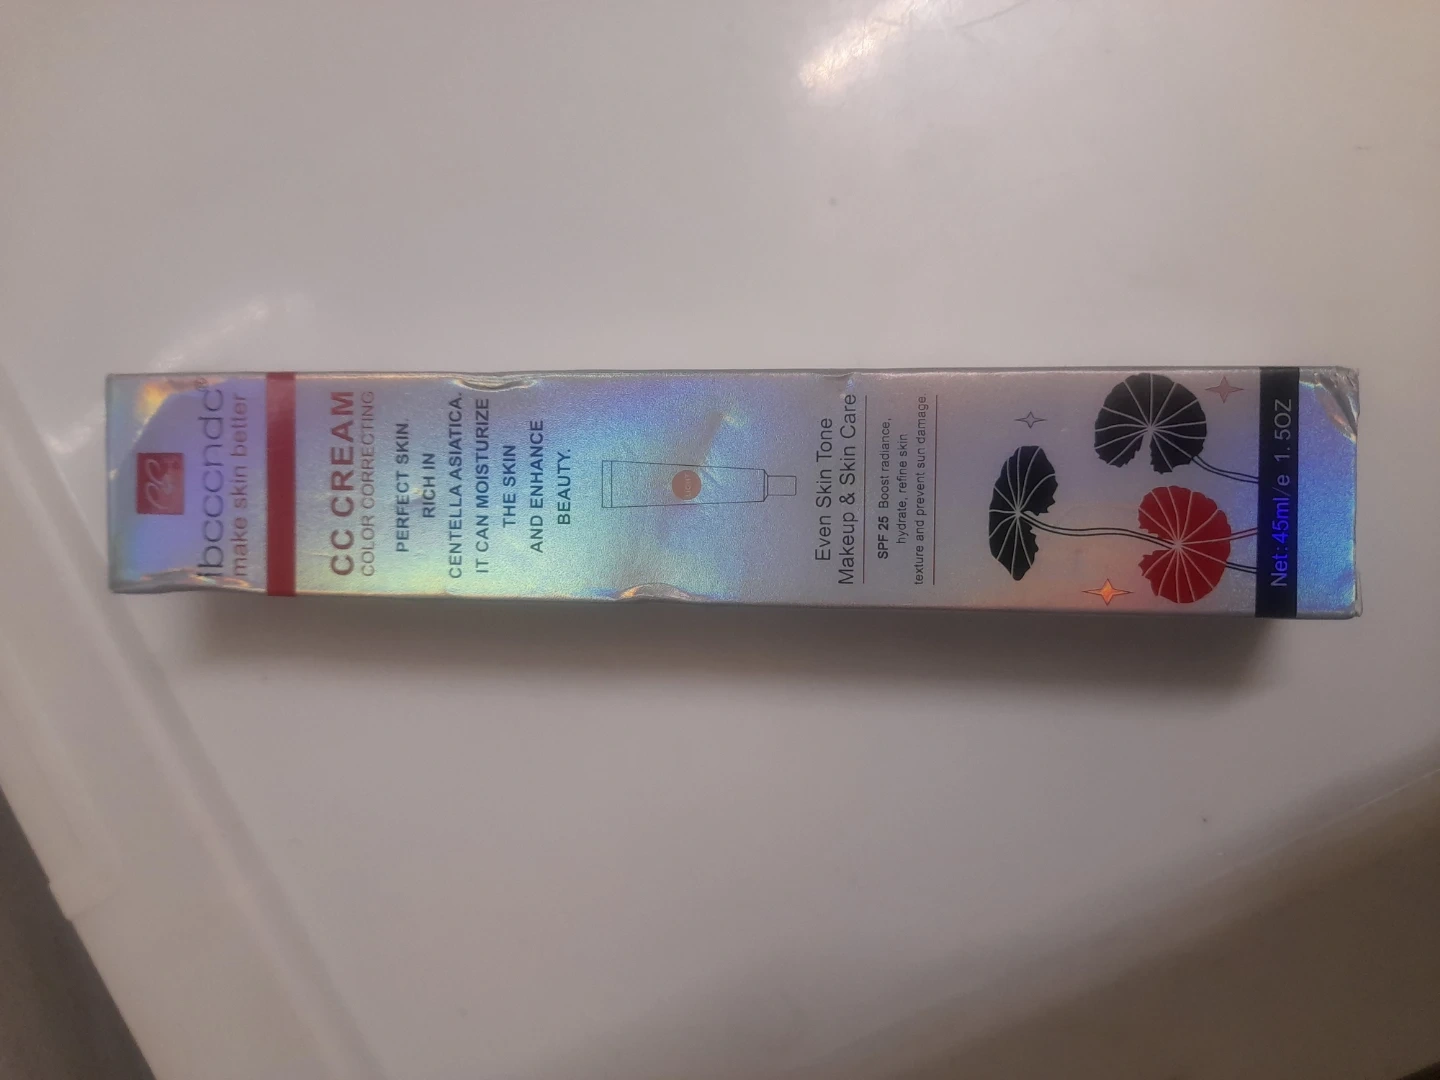 ibcccndc®
make skin better
CC CREAM
COLOR CORRECTING
PERFECT SKIN.
RICH IN
CENTELLA ASIATICA.
IT CAN MOISTURIZE
THE SKIN
AND ENHANCE
BEAUTY.
Even Skin Tone
Makeup & Skin Care
SPF 25 Boost radiance,
hydrate, refine skin
texture and prevent sun damage.
Net:45ml/e 1. 5OZ